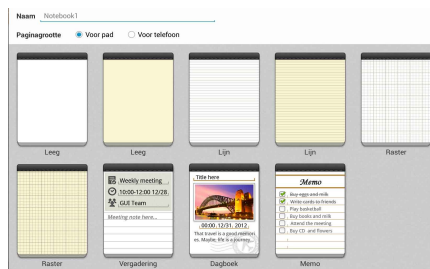 Naam Notebook1
Paginagrootte Voor pad Voor telefoon
Leeg Leeg Lijn Lijn Raster
Weekly meeting
10:00-12:00 12/28
GUI Team
Meeting note here...
Title here
00:00, 12/31, 2012
That travel is a good memori
es. Maybe, life is a journey.
Memo
Buy eggs and milk
Write cards to friends
Play basketball
Buy books and milk
Attend the meeting
Buy CD and flowers
Raster Vergadering Dagboek Memo